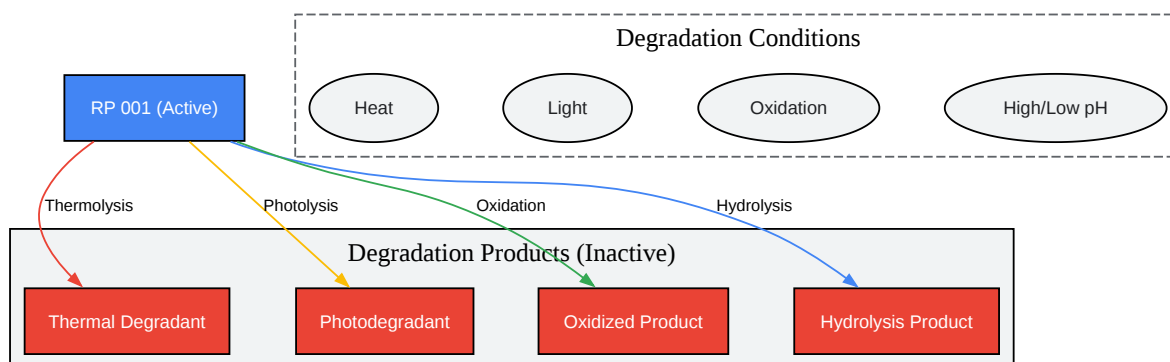 Degradation Conditions
RP 001 (Active)
Heat
Light
Oxidation
High/Low pH
Thermolysis
Photolysis
Oxidation
Hydrolysis
Degradation Products (Inactive)
Thermal Degradant
Photodegradant
Oxidized Product
Hydrolysis Product